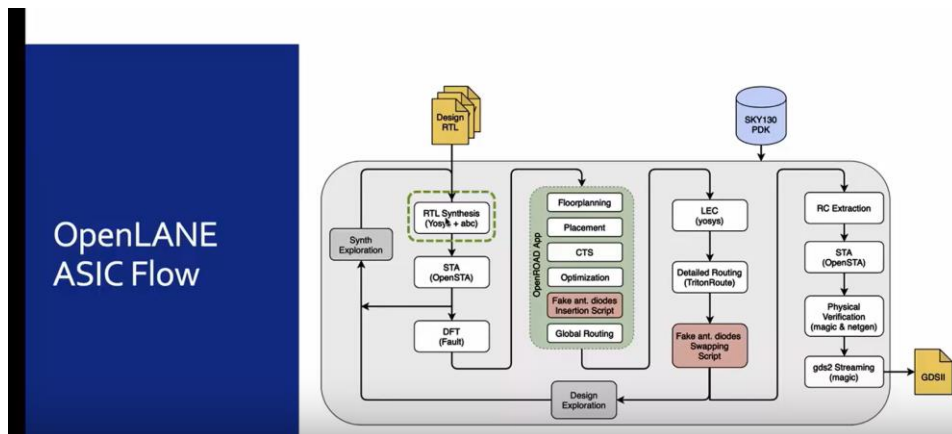 OpenLANE
ASIC Flow
Design
RTL
SKY130
PDK
RTL Synthesis
(Yosys + abc)
Synth
Exploration
STA
(OpenSTA)
DFT
(Fault)
OpenROAD App
Floorplanning
Placement
CTS
Optimization
Fake ant. diodes
Insertion Script
Global Routing
LEC
(yosys)
Detailed Routing
(TritonRoute)
Fake ant. diodes
Swapping
Script
Design
Exploration
RC Extraction
STA
(OpenSTA)
Physical
Verification
(magic & netgen)
gds2 Streaming
(magic)
GDSII